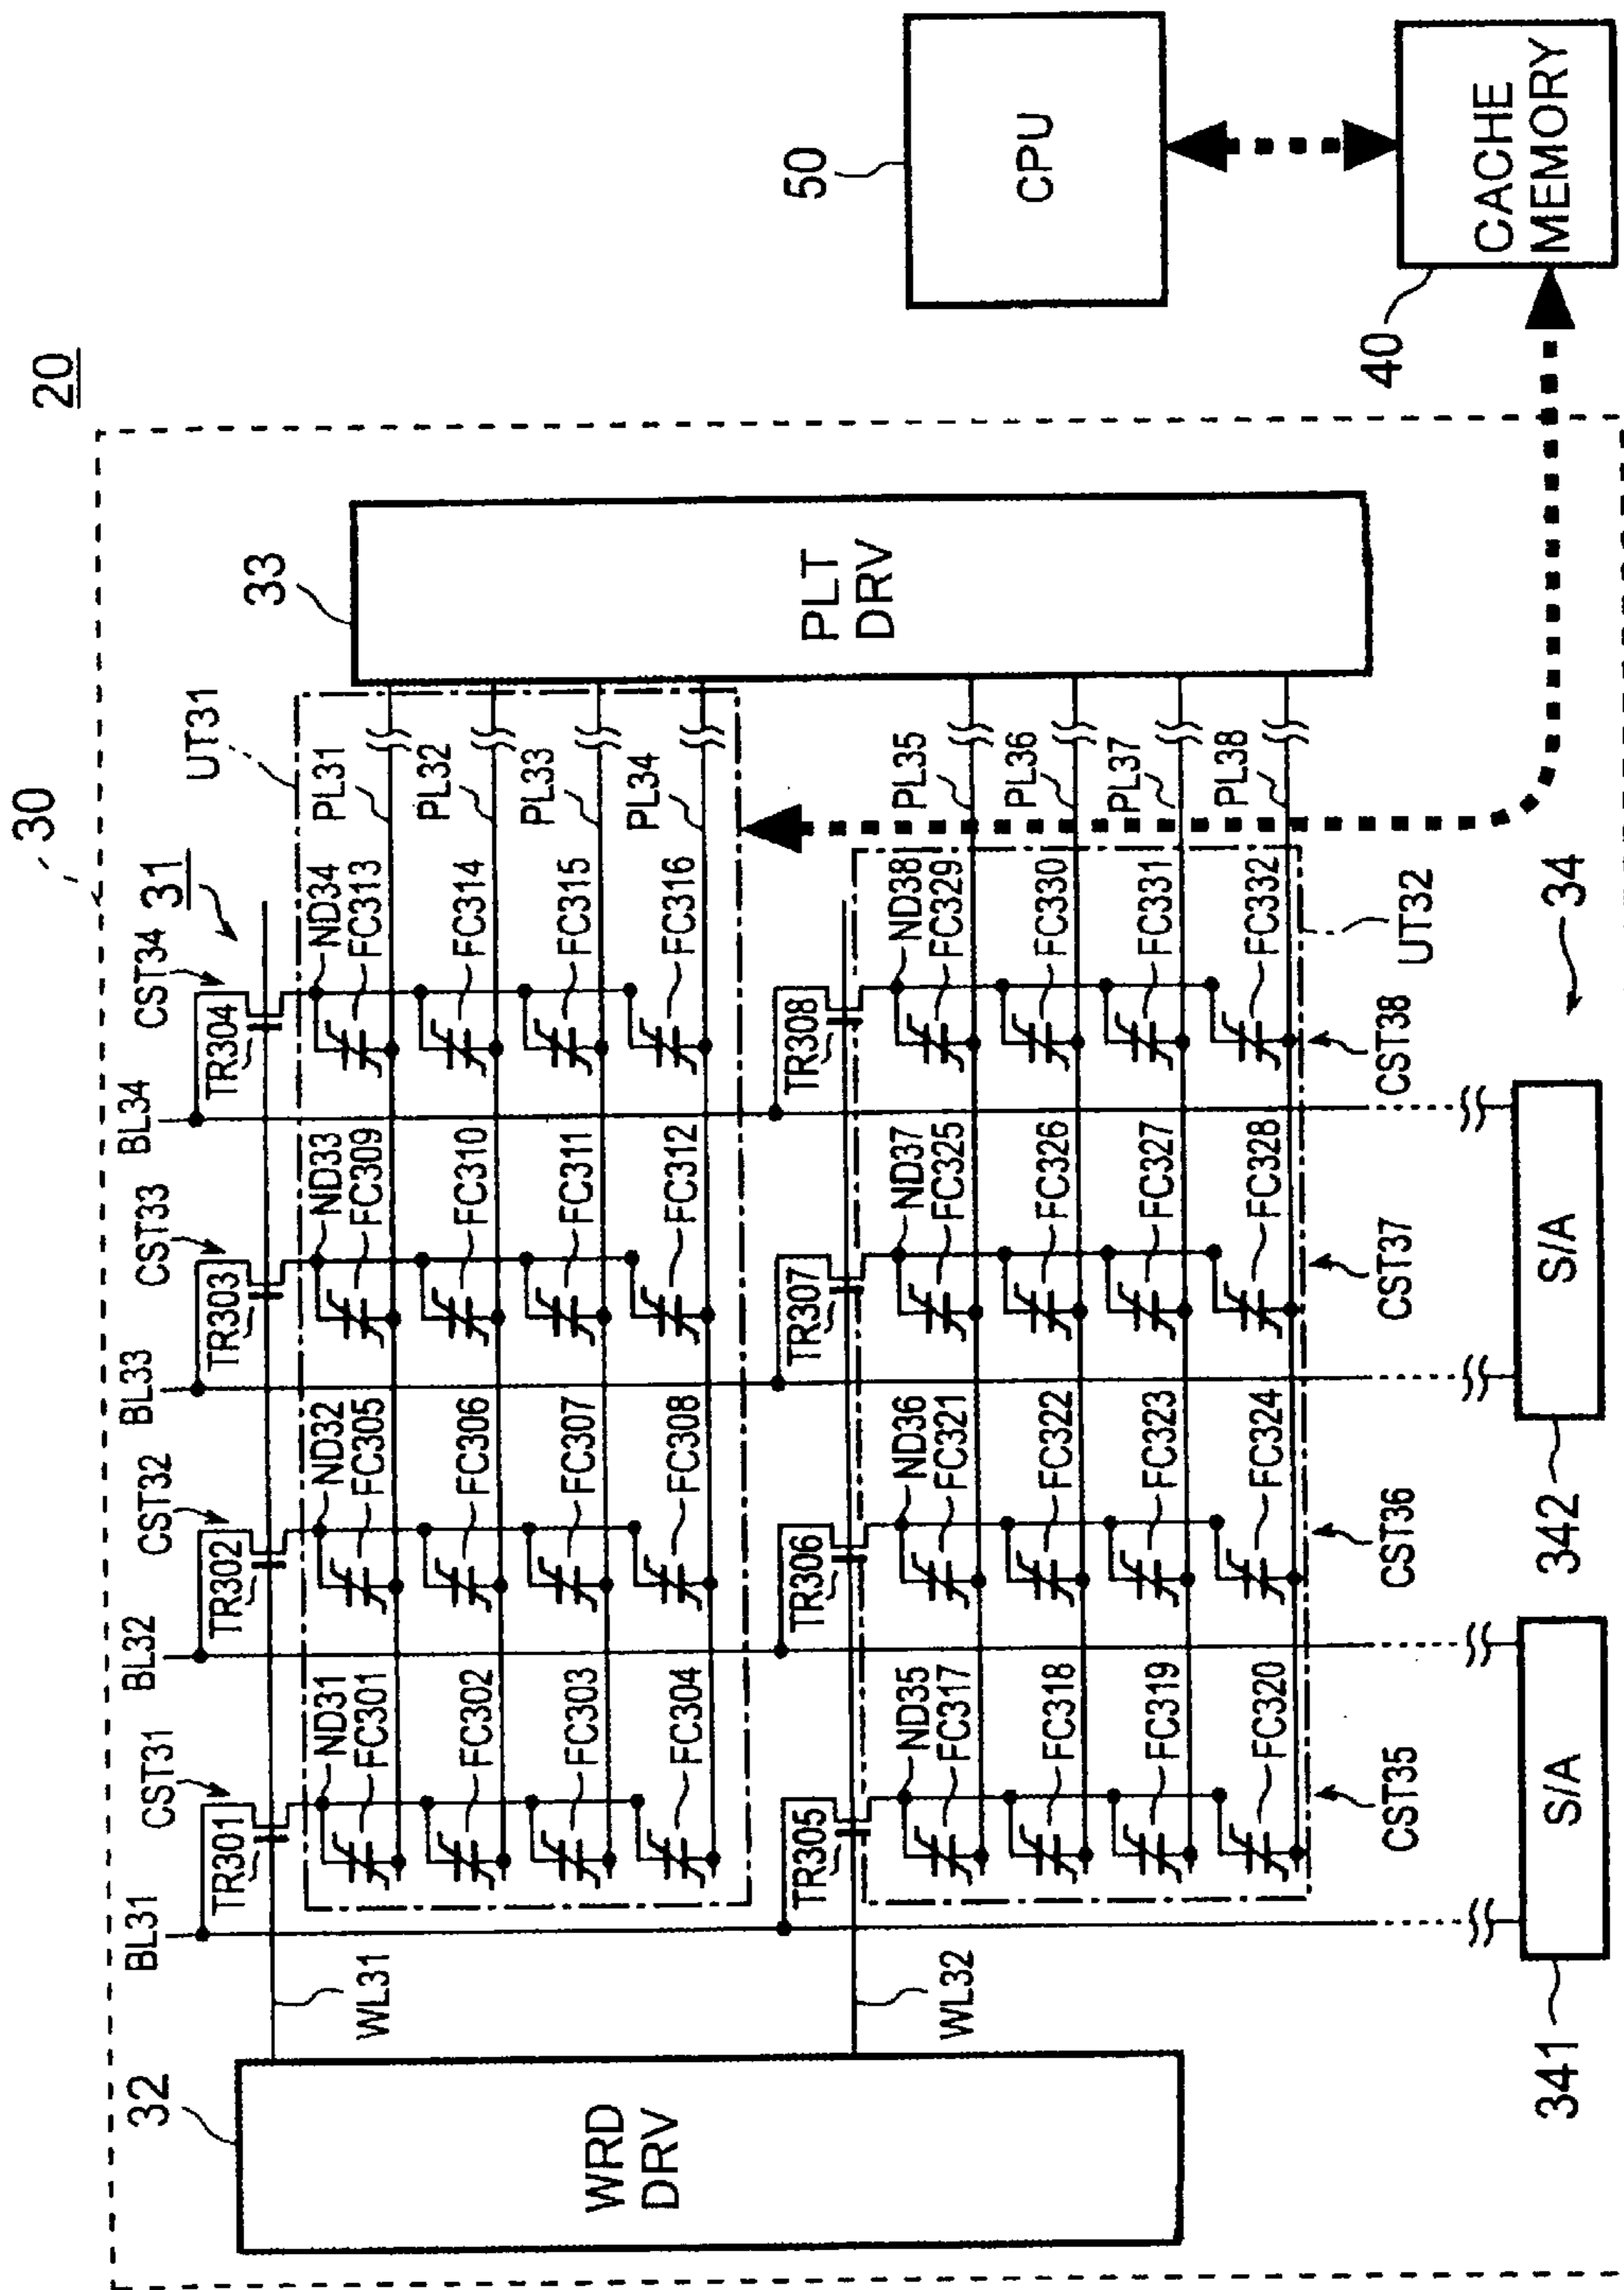 20
30
31
CST31
CST32
CST33
CST34
UT31
33
BL31
BL32
BL33
BL34
TR301
TR302
TR303
TR304
WL31
ND31
FC301
FC302
FC303
FC304
ND32
FC305
FC306
FC307
FC308
ND33
FC309
FC310
FC311
FC312
ND34
FC313
FC314
FC315
FC316
PL31
PL32
PL33
PL34
32
WRD
DRV
PLT
DRV
TR305
TR306
TR307
TR308
WL32
ND35
FC317
FC318
FC319
FC320
ND36
FC321
FC322
FC323
FC324
ND37
FC325
FC326
FC327
FC328
ND38
FC329
FC330
FC331
FC332
PL35
PL36
PL37
PL38
CST35
CST36
CST37
CST38
UT32
34
S/A
341
S/A
342
50
CPU
40
CACHE
MEMORY